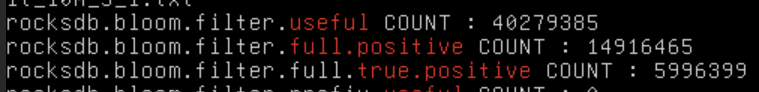 rocksdb.bloom.filter.useful COUNT : 40279385
rocksdb.bloom.filter.full.positive COUNT : 14916465
rocksdb.bloom.filter.full.true.positive COUNT : 5996399